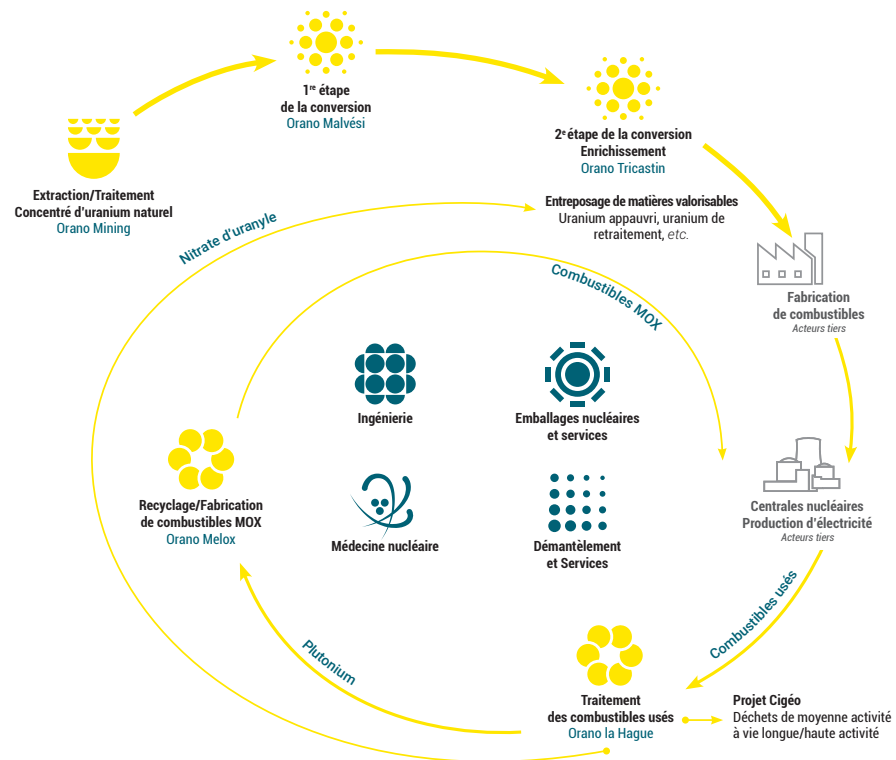 1re étape
de la conversion
Orano Malvési
2e étape de la conversion
Enrichissement
Orano Tricastin
Extraction/Traitement
Concentré d'uranium naturel
Orano Mining
Entreposage de matières valorisables
Uranium appauvri, uranium de
retraitement, etc.
Nitrate d'uranyle
Combustibles MOX
Fabrication
de combustibles
Acteurs tiers
Ingénierie
Emballages nucléaires
et services
Recyclage/Fabrication
de combustibles MOX
Orano Melox
Médecine nucléaire
Démantèlement
et Services
Centrales nucléaires
Production d'électricité
Acteurs tiers
Combustibles usés
Plutonium
Traitement
des combustibles usés
Orano la Hague
Projet Cigéo
Déchets de moyenne activité
à vie longue/haute activité